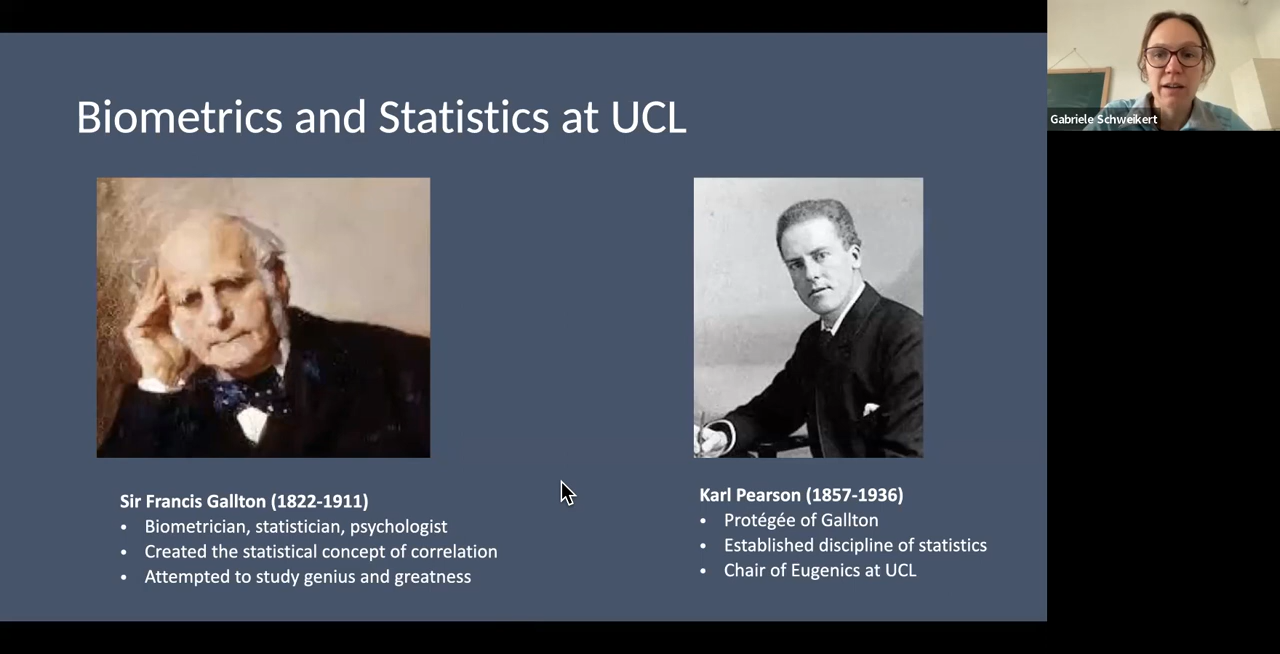 Biometrics and Statistics at UCL
Gabriele Schweikert
Sir Francis Gallton (1822-1911)
• Biometrician, statistician, psychologist
• Created the statistical concept of correlation
• Attempted to study genius and greatness
Karl Pearson (1857-1936)
• Protégée of Gallton
• Established discipline of statistics
• Chair of Eugenics at UCL